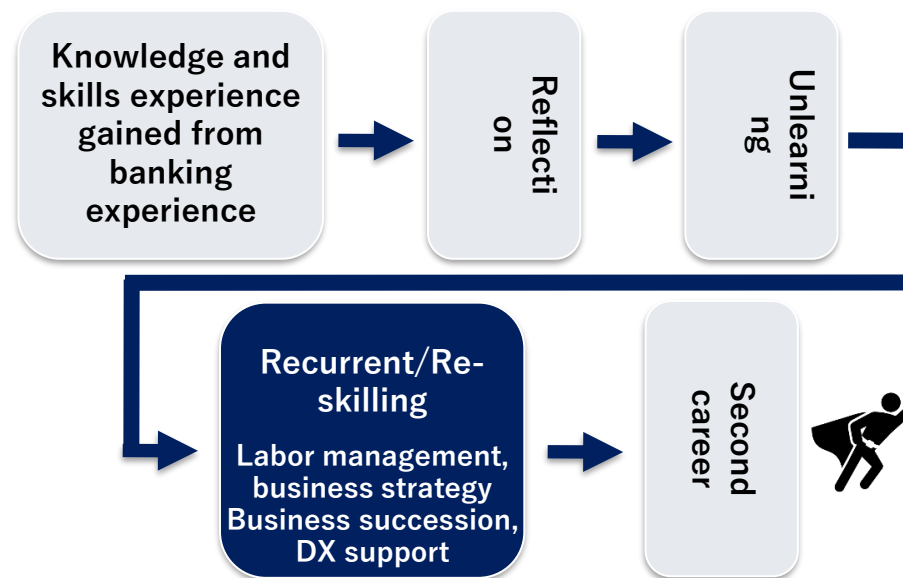 Knowledge and
skills experience
gained from
banking
experience
Reflecti
on
Unlearni
ng
Recurrent/Re-
skilling
Labor management,
business strategy
Business succession,
DX support
Second
career